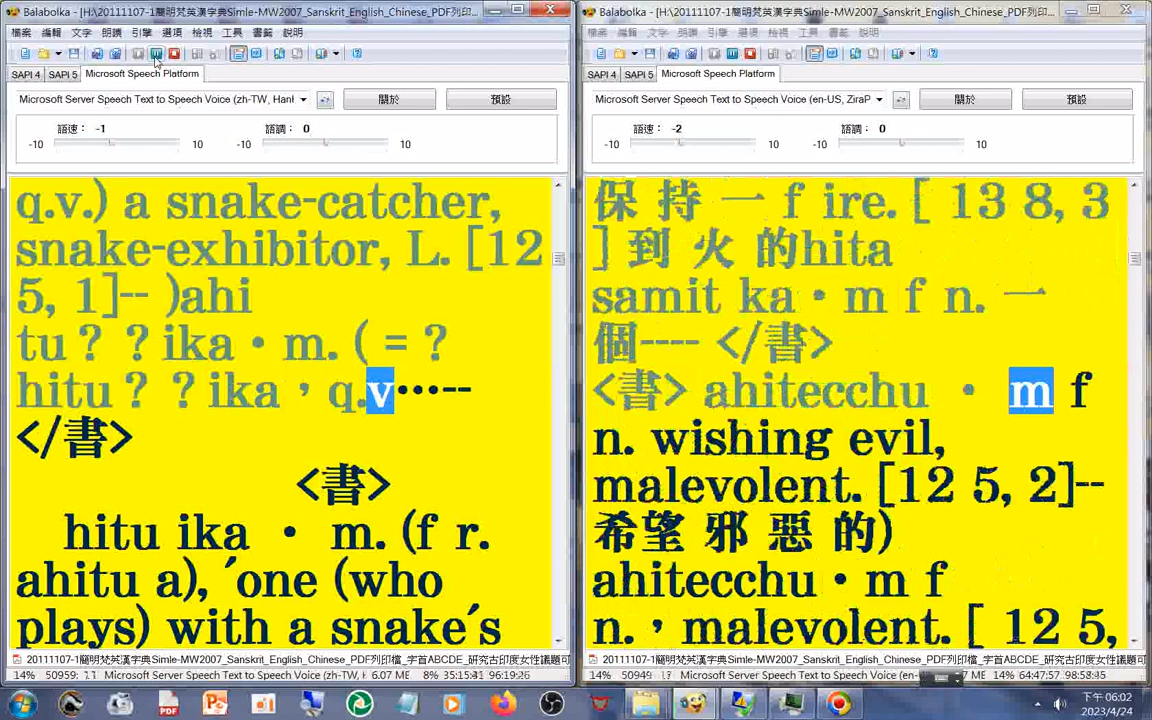 Balabolka - [H:\20111107-1簡明梵英漢字典Simle-MW2007_Sanskrit_English_Chinese_PDF列印...
檔案 編輯 文字 朗讀 引擎 選項 檢視 工具 書籤 說明
SAPI 4 SAPI 5 Microsoft Speech Platform
Microsoft Server Speech Text to Speech Voice (zh-TW, Hanl
關於 預設
語速： -1 語調： 0
-10 10 -10 10
q.v.) a snake-catcher,
snake-exhibitor, L. [12
5, 1]-- )ahi
tu？？ika·m. (＝？
hitu？？ika，q.v…--
</書>
<書>
hitu ika · m. (f r.
ahitu a), ´one (who
plays) with a snake´s
20111107-1簡明梵英漢字典Simle-MW2007_Sanskrit_English_Chinese_PDF列印檔_字首ABCDE_研究古印度女性議題可
14% 50959: 11 Microsoft Server Speech Text to Speech Voice (zh-TW, H 6.07 MB 8% 35:15:41 96:19:26
Balabolka - [H:\20111107-1簡明梵英漢字典Simle-MW2007_Sanskrit_English_Chinese_PDF列印檔...
檔案 編輯 文字 朗讀 引擎 選項 檢視 工具 書籤 說明
SAPI 4 SAPI 5 Microsoft Speech Platform
Microsoft Server Speech Text to Speech Voice (en-US, ZiraP
關於 預設
語速： -2 語調： 0
-10 10 -10 10
保 持 一 f ire. [ 13 8, 3
] 到 火 的hita
samit ka·m f n. 一
個---- </書>
<書> ahitecchu · m f
n. wishing evil,
malevolent. [12 5, 2]--
希望 邪 惡 的)
ahitecchu·m f
n.，malevolent. [ 12 5,
20111107-1簡明梵英漢字典Simle-MW2007_Sanskrit_English_Chinese_PDF列印檔_字首ABCDE_研究古印度女性議題可
14% Microsoft Server Speech Text to Speech Voice (en-US, 14% 64:47:57
下午 06:02
2023/4/24